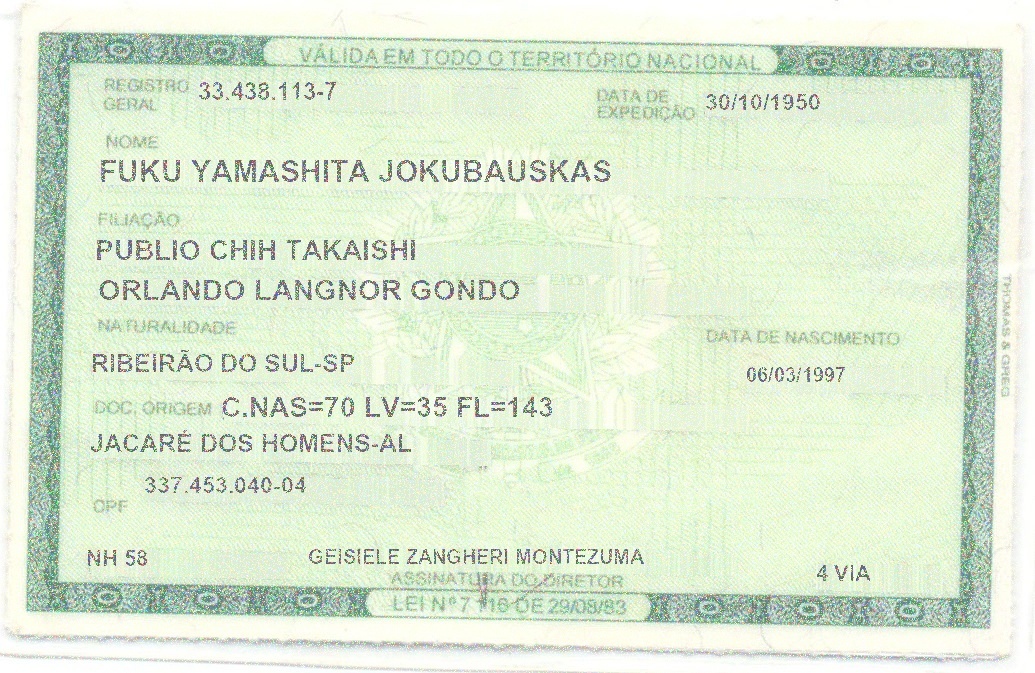 VÁLIDA EM TODO O TERRITÓRIO NACIONAL
REGISTRO GERAL 33.438.113-7 DATA DE EXPEDIÇÃO 30/10/1950
NOME
FUKU YAMASHITA JOKUBAUSKAS
FILIAÇÃO
PUBLIO CHIH TAKAISHI
ORLANDO LANGNOR GONDO
NATURALIDADE DATA DE NASCIMENTO
RIBEIRÃO DO SUL-SP 06/03/1997
DOC. ORIGEM C.NAS=70 LV=35 FL=143
JACARÉ DOS HOMENS-AL
337.453.040-04
CPF
NH 58 GEISIELE ZANGHERI MONTEZUMA 4 VIA
ASSINATURA DO DIRETOR
LEI Nº 7.116 DE 29/08/83
THOMAS & GREG